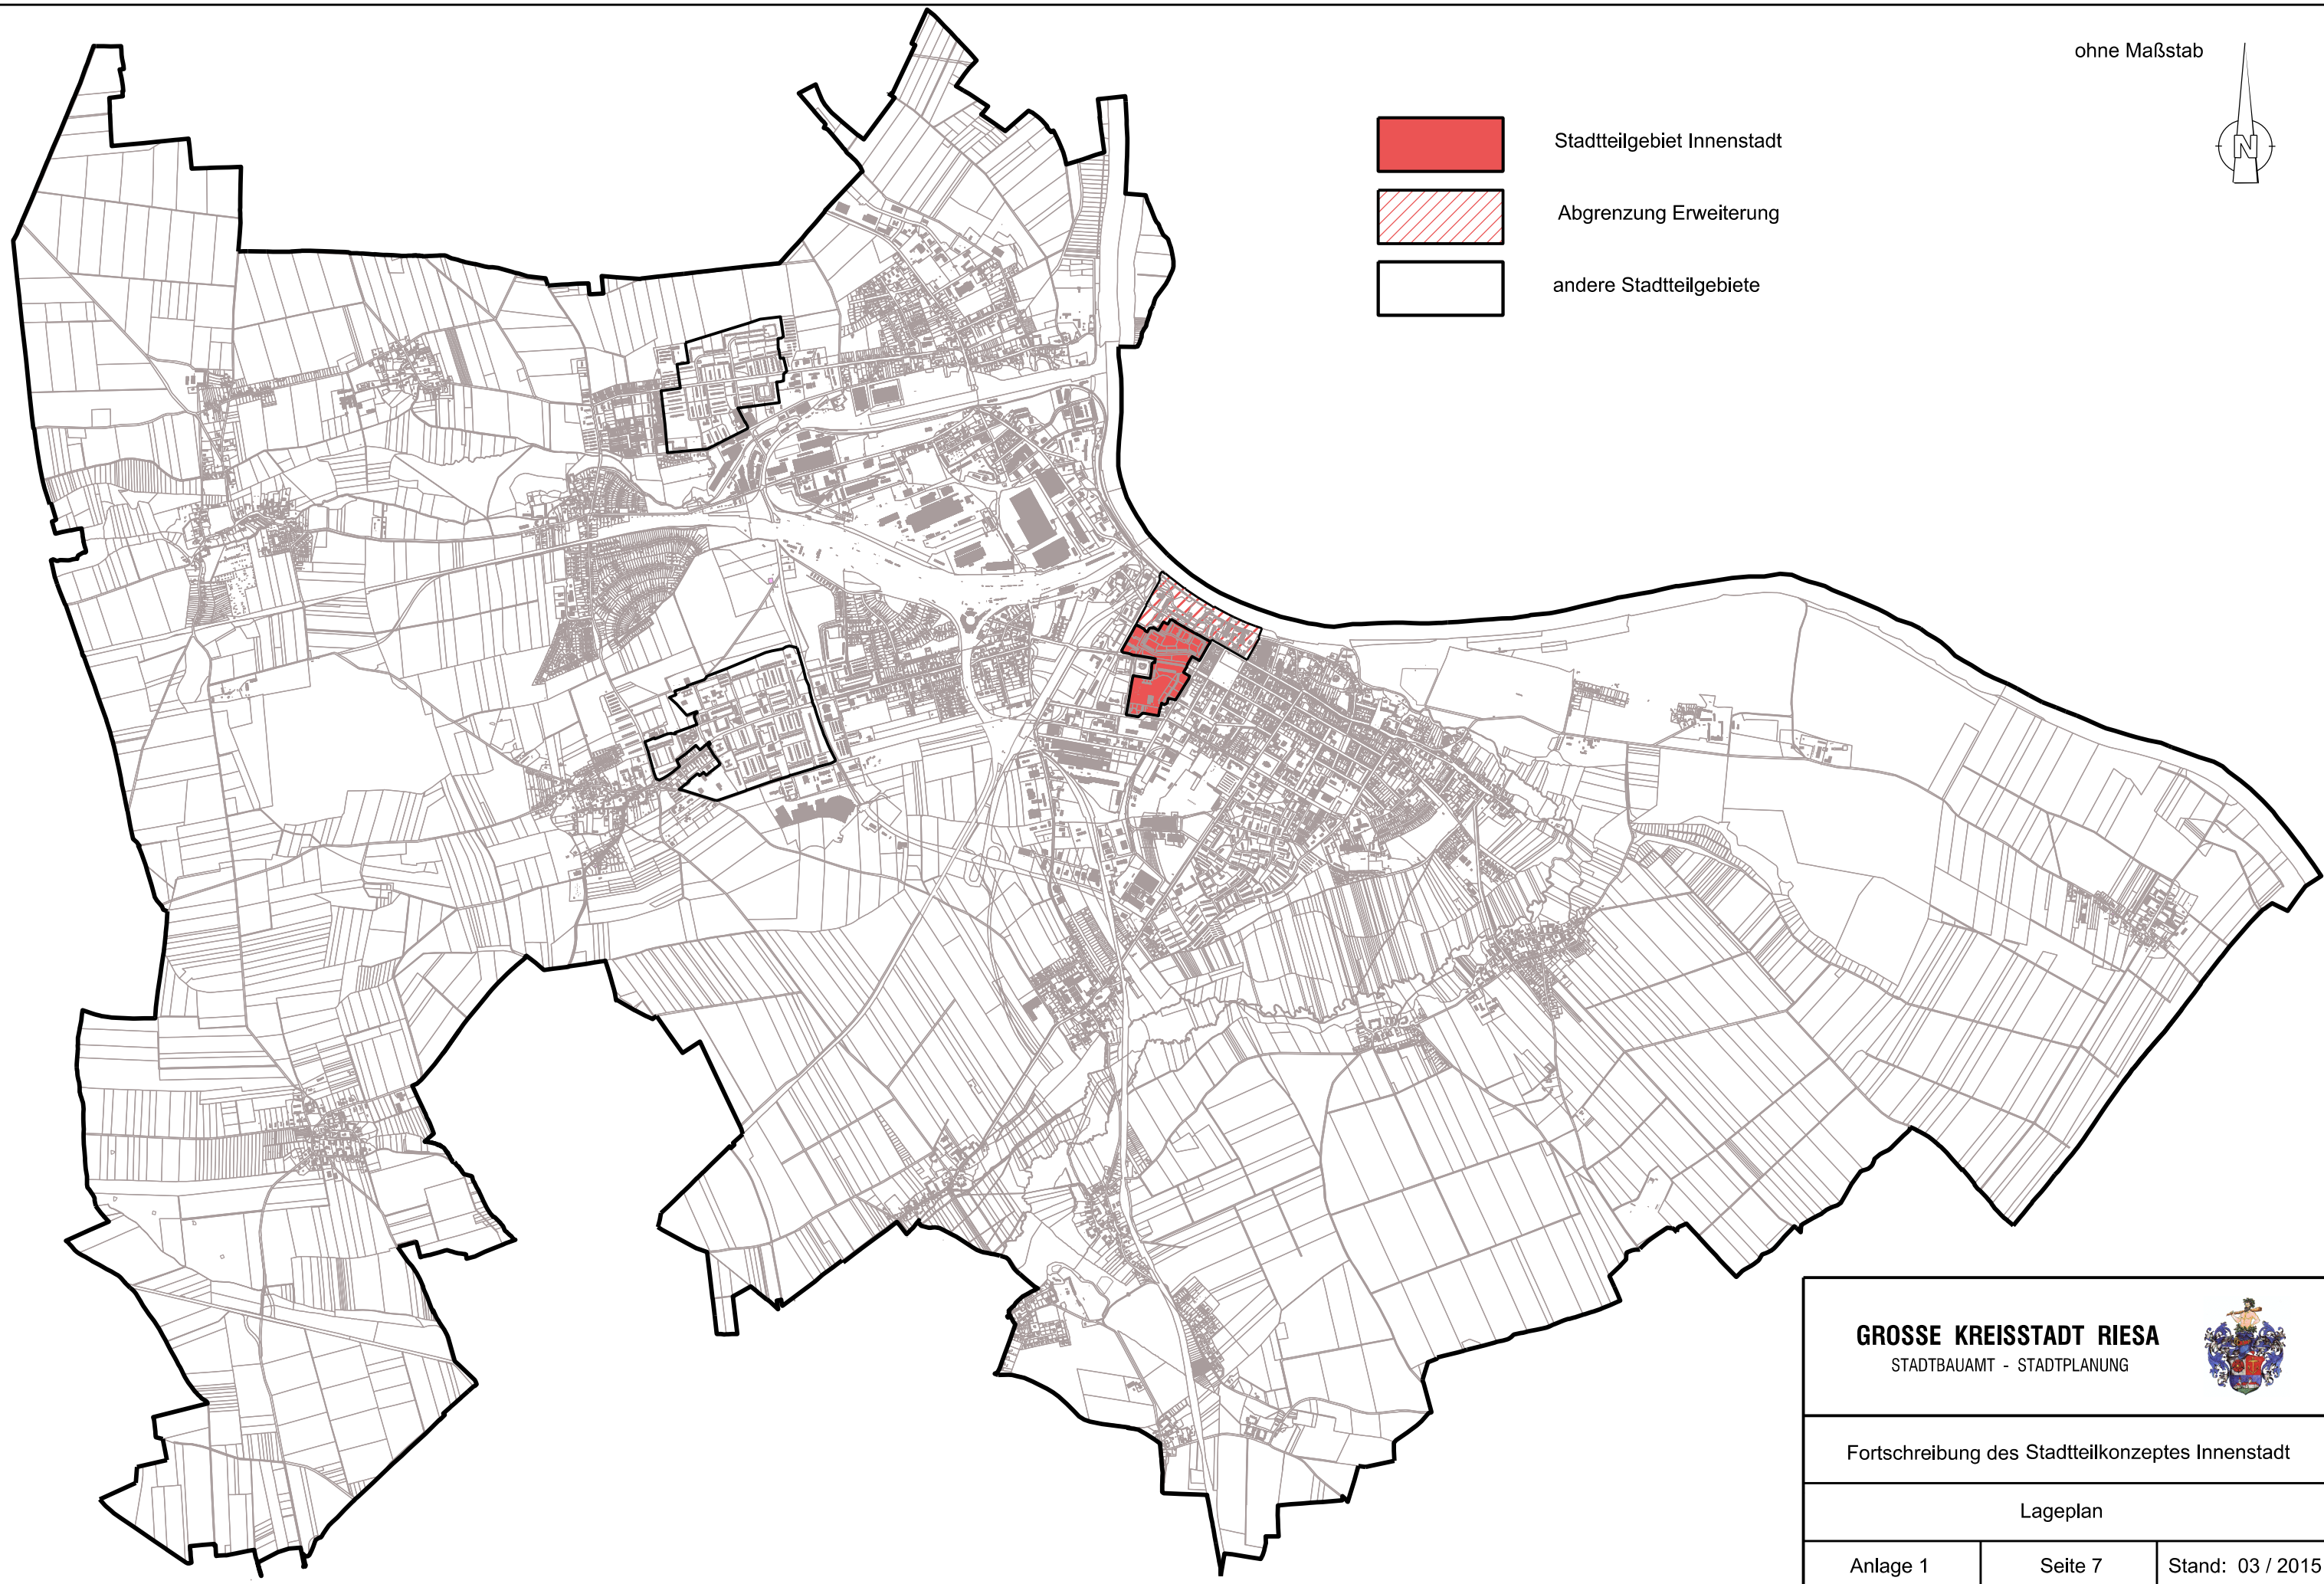 ohne Maßstab
N
Stadtteilgebiet Innenstadt
Abgrenzung Erweiterung
andere Stadtteilgebiete
GROSSE KREISSTADT RIESA
STADTBAUAMT - STADTPLANUNG
Fortschreibung des Stadtteilkonzeptes Innenstadt
Lageplan
Anlage 1
Seite 7
Stand: 03 / 2015